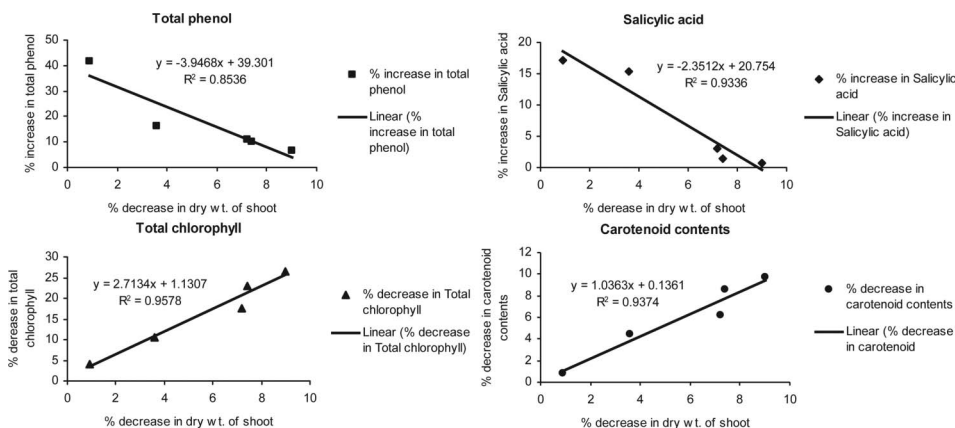 Total phenol
% increase in total phenol
50
40
30
20
10
0
0 2 4 6 8 10
% decrease in dry wt. of shoot
y = -3.9468x + 39.301
R² = 0.8536
% increase in total
phenol
Linear (%
increase in total
phenol)
Salicylic acid
% increase in Salicylic acid
20
15
10
5
0
0 2 4 6 8 10
% derease in dry wt. of shoot
y = -2.3512x + 20.754
R² = 0.9336
% increase in Salicylic
acid
Linear (% increase in
Salicylic acid)
Total chlorophyll
% derease in total
chlorophyll
30
25
20
15
10
5
0
0 2 4 6 8 10
% decrease in dry wt. of shoot
y = 2.7134x + 1.1307
R² = 0.9578
% decrease in Total
chlorophyll
Linear (% decrease
in Total chlorophyll)
Carotenoid contents
% decrease in carotenoid
contents
12
10
8
6
4
2
0
0 2 4 6 8 10
% decrease in dry wt. of shoot
y = 1.0363x + 0.1361
R² = 0.9374
% decrease in
carotenoid contents
Linear (% decrease
in carotenoid